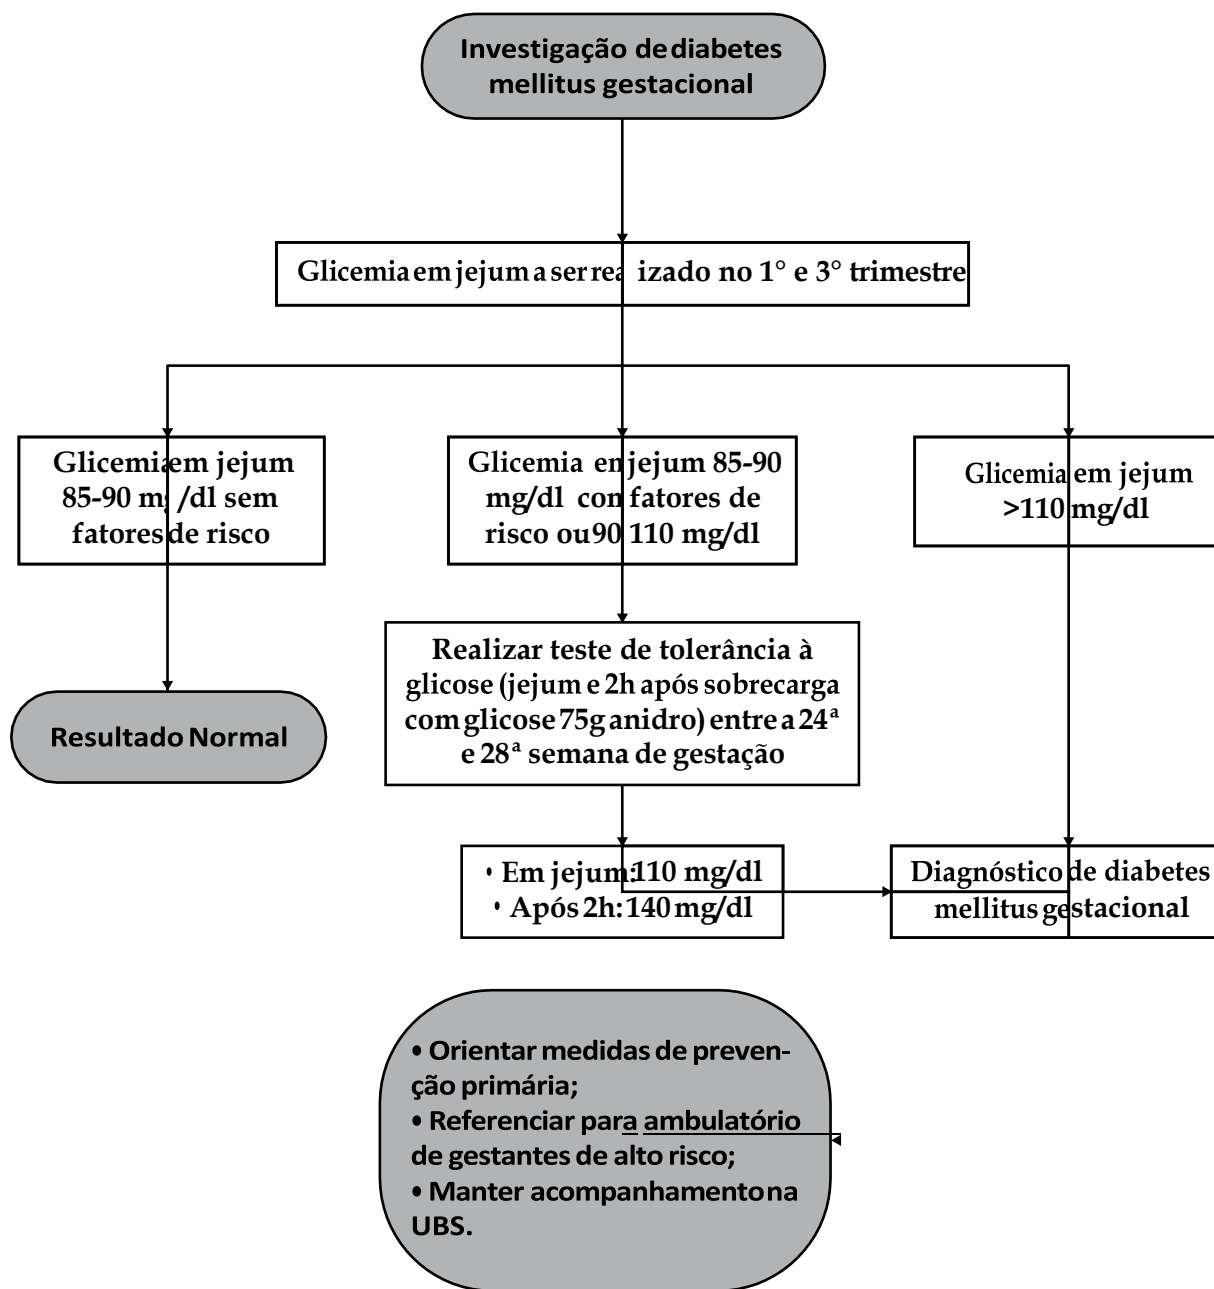 Investigação de diabetes
mellitus gestacional
Glicemia em jejum a ser rea izado no 1° e 3° trimestre
Glicemia em jejum
85-90 mg/dl sem
fatores de risco
Glicemia em jejum 85-90
mg/dl com fatores de
risco ou 90 110 mg/dl
Glicemia em jejum
>110 mg/dl
Realizar teste de tolerância à
glicose (jejum e 2h após sobrecarga
com glicose 75g anidro) entre a 24ª
e 28ª semana de gestação
Resultado Normal
• Em jejum: 110 mg/dl
• Após 2h: 140 mg/dl
Diagnóstico de diabetes
mellitus gestacional
• Orientar medidas de preven-
ção primária;
• Referenciar para ambulatório
de gestantes de alto risco;
• Manter acompanhamento na
UBS.